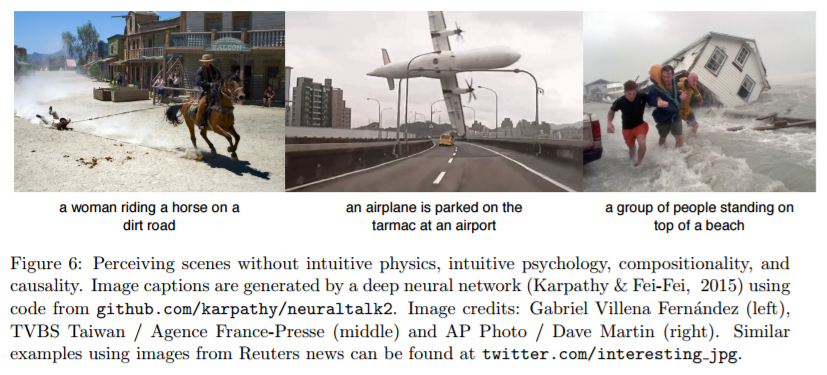 SALOON
a woman riding a horse on a
dirt road
an airplane is parked on the
tarmac at an airport
a group of people standing on
top of a beach
Figure 6: Perceiving scenes without intuitive physics, intuitive psychology, compositionality, and
causality. Image captions are generated by a deep neural network (Karpathy & Fei-Fei, 2015) using
code from github.com/karpathy/neuraltalk2. Image credits: Gabriel Villena Fernández (left),
TVBS Taiwan / Agence France-Presse (middle) and AP Photo / Dave Martin (right). Similar
examples using images from Reuters news can be found at twitter.com/interesting_jpg.